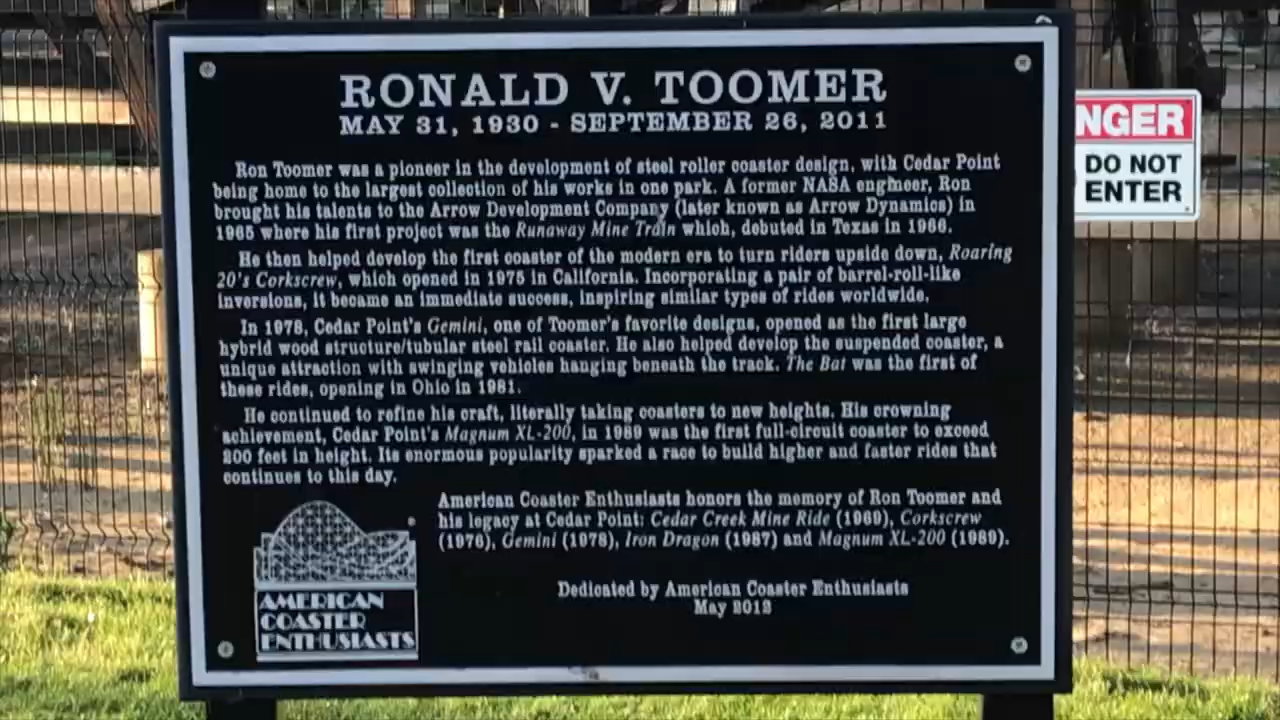 RONALD V. TOOMER
MAY 31, 1930 - SEPTEMBER 26, 2011
Ron Toomer was a pioneer in the development of steel roller coaster design, with Cedar Point
being home to the largest collection of his works in one park. A former NASA engineer, Ron
brought his talents to the Arrow Development Company (later known as Arrow Dynamics) in
1965 where his first project was the Runaway Mine Train which, debuted in Texas in 1966.
He then helped develop the first coaster of the modern era to turn riders upside down, Roaring
20's Corkscrew, which opened in 1975 in California. Incorporating a pair of barrel-roll-like
inversions, it became an immediate success, inspiring similar types of rides worldwide.
In 1978, Cedar Point's Gemini, one of Toomer's favorite designs, opened as the first large
hybrid wood structure/tubular steel rail coaster. He also helped develop the suspended coaster, a
unique attraction with swinging vehicles hanging beneath the track. The Bat was the first of
these rides, opening in Ohio in 1981.
He continued to refine his craft, literally taking coasters to new heights. His crowning
achievement, Cedar Point's Magnum XL-200, in 1989 was the first full-circuit coaster to exceed
200 feet in height. Its enormous popularity sparked a race to build higher and faster rides that
continues to this day.
American Coaster Enthusiasts honors the memory of Ron Toomer and
his legacy at Cedar Point: Cedar Creek Mine Ride (1969), Corkscrew
(1976), Gemini (1978), Iron Dragon (1987) and Magnum XL-200 (1989).
Dedicated by American Coaster Enthusiasts
May 2012
AMERICAN
COASTER
ENTHUSIASTS
NGER
DO NOT
ENTER